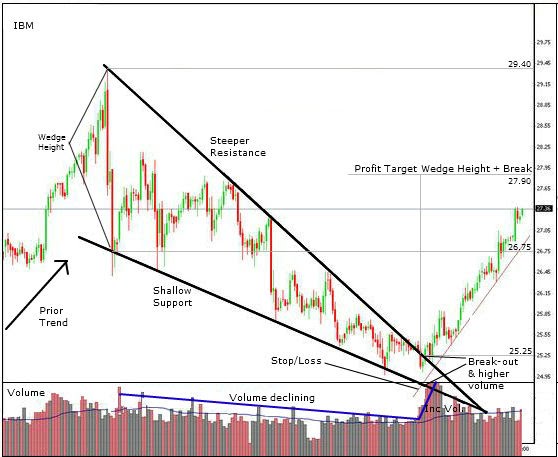 IBM
29.75
29.40
29.45
29.15
Wedge
Height
Steeper
Resistance
28.85
28.55
28.25
Profit Target Wedge Height + Break
27.90
27.95
27.65
27.35
27.05
26.75
26.75
26.45
Shallow
Support
Prior
Trend
26.15
25.85
25.55
25.25
25.25
Stop/Loss
Break-out
& higher
volume
24.95
Volume
Volume declining
Inc Vol